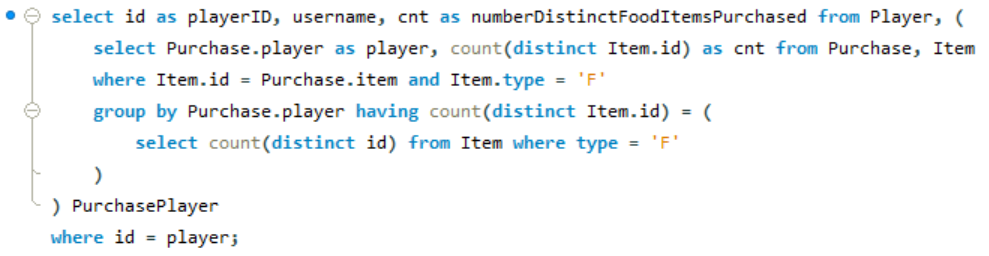 select id as playerID, username, cnt as numberDistinctFoodItemsPurchased from Player, (
select Purchase.player as player, count(distinct Item.id) as cnt from Purchase, Item
where Item.id = Purchase.item and Item.type = 'F'
group by Purchase.player having count(distinct Item.id) = (
select count(distinct id) from Item where type = 'F'
)
) PurchasePlayer
where id = player;